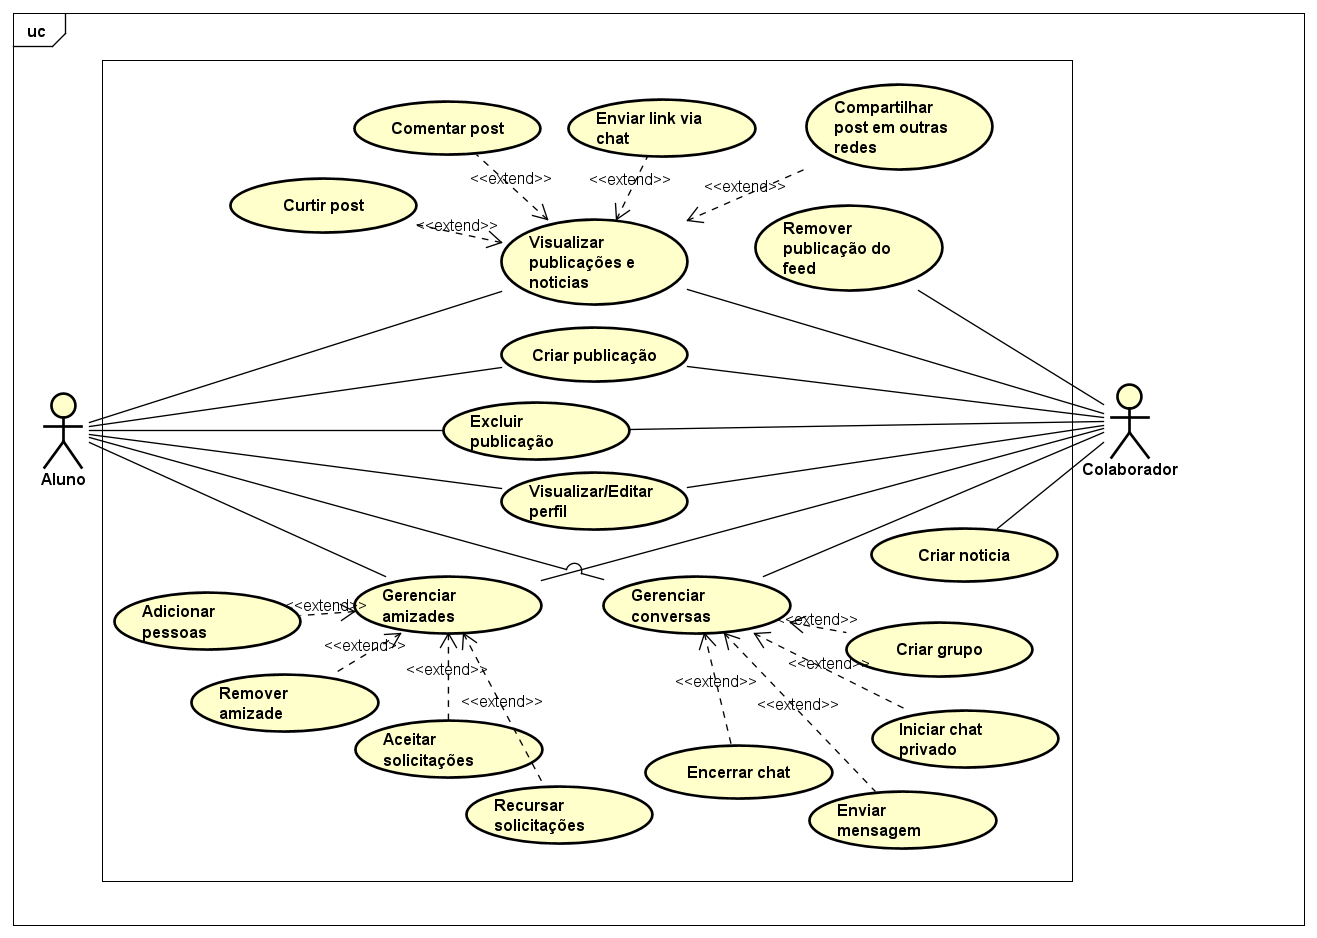 uc
Comentar post
Enviar link via
chat
Compartilhar
post em outras
redes
<<extend>>
<<extend>>
<<extend>>
Curtir post
<<extend>>
Visualizar
publicações e
noticias
Remover
publicação do
feed
Criar publicação
Excluir
publicação
Aluno
Colaborador
Visualizar/Editar
perfil
Criar noticia
Gerenciar
amizades
Gerenciar
conversas
Adicionar
pessoas
<<extend>>
<<extend>>
<<extend>>
<<extend>>
<<extend>>
<<extend>>
<<extend>>
<<extend>>
Criar grupo
Remover
amizade
Aceitar
solicitações
Iniciar chat
privado
Encerrar chat
Recursar
solicitações
Enviar
mensagem